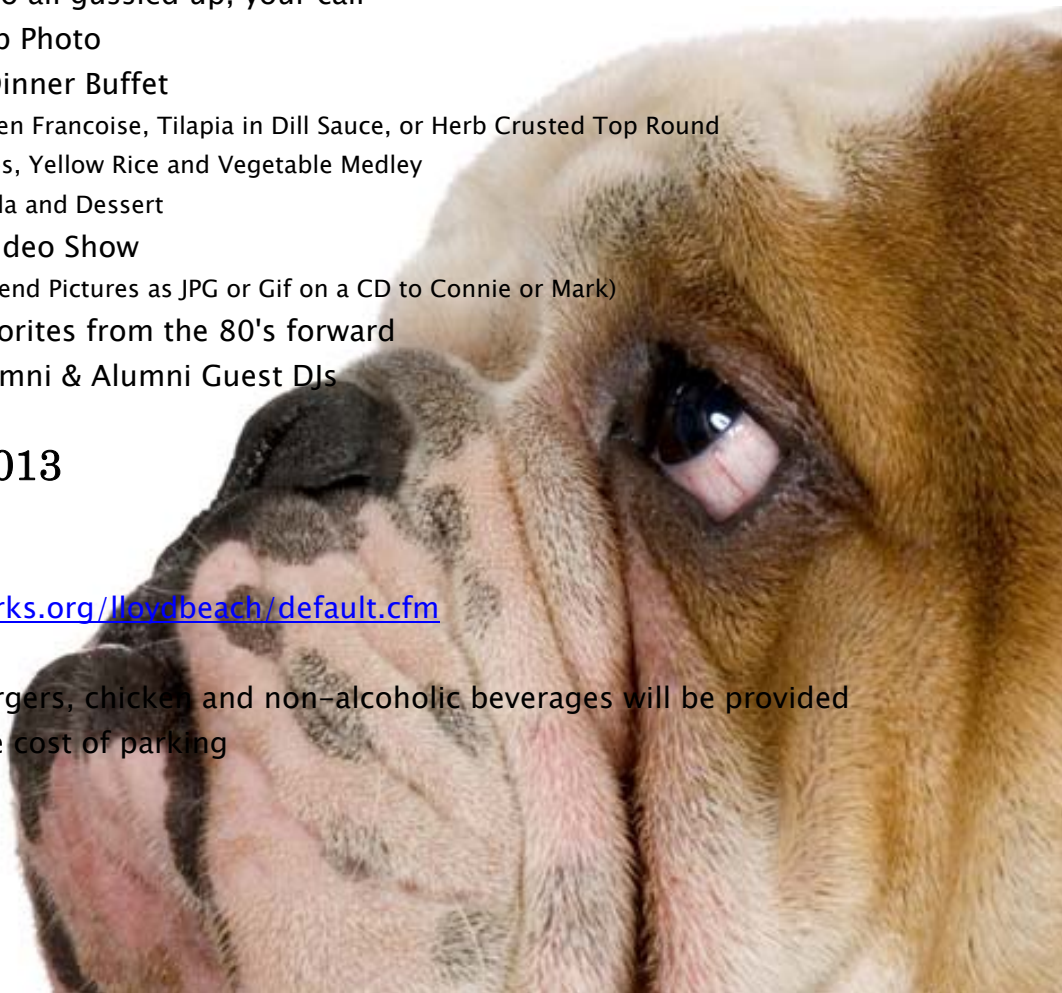 all gussied up, your call
Photo
Dinner Buffet
en Francoise, Tilapia in Dill Sauce, or Herb Crusted Top Round
s, Yellow Rice and Vegetable Medley
da and Dessert
deo Show
end Pictures as JPG or Gif on a CD to Connie or Mark)
orites from the 80's forward
mni & Alumni Guest DJs
013
rks.org/lloydbeach/default.cfm
rgers, chicken and non-alcoholic beverages will be provided
e cost of parking